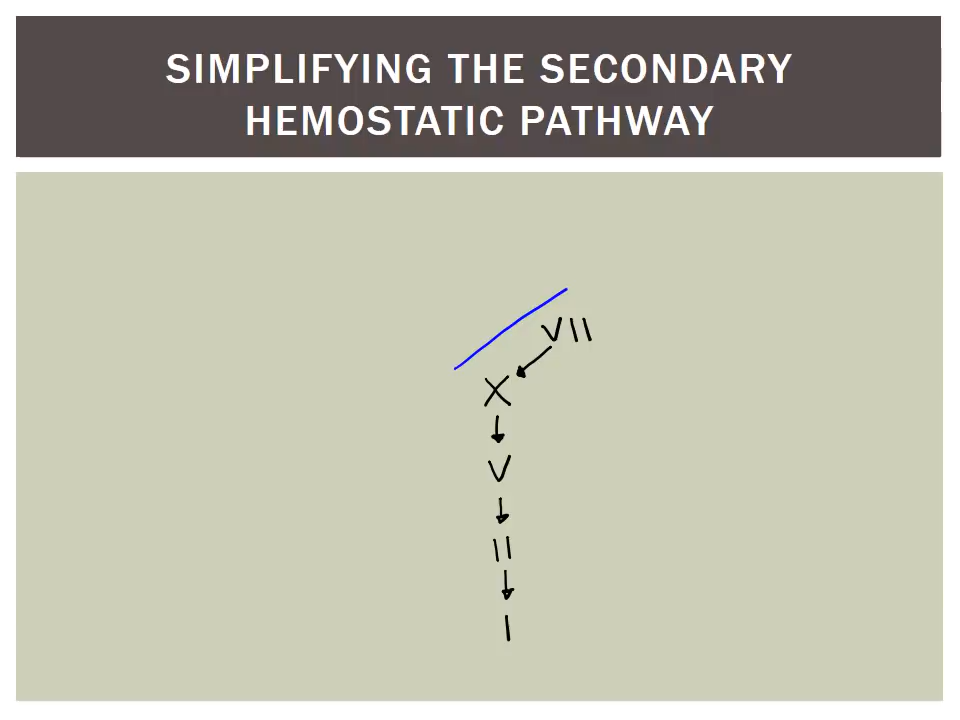 SIMPLIFYING THE SECONDARY
HEMOSTATIC PATHWAY
VII
X
V
II
I